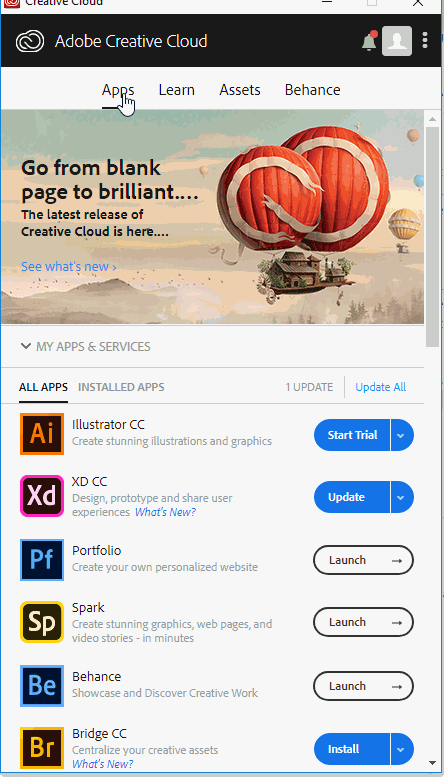 Creative Cloud
Adobe Creative Cloud
Apps Learn Assets Behance
Go from blank
page to brilliant....
The latest release of
Creative Cloud is here....
See what's new ›
MY APPS & SERVICES
ALL APPS INSTALLED APPS 1 UPDATE Update All
Ai Illustrator CC
Create stunning illustrations and graphics
Start Trial
Xd XD CC
Design, prototype and share user
experiences What's New?
Update
Pf Portfolio
Create your own personalized website
Launch
Sp Spark
Create stunning graphics, web pages, and
video stories - in minutes
Launch
Be Behance
Showcase and Discover Creative Work
Launch
Br Bridge CC
Centralize your creative assets
What's New?
Install